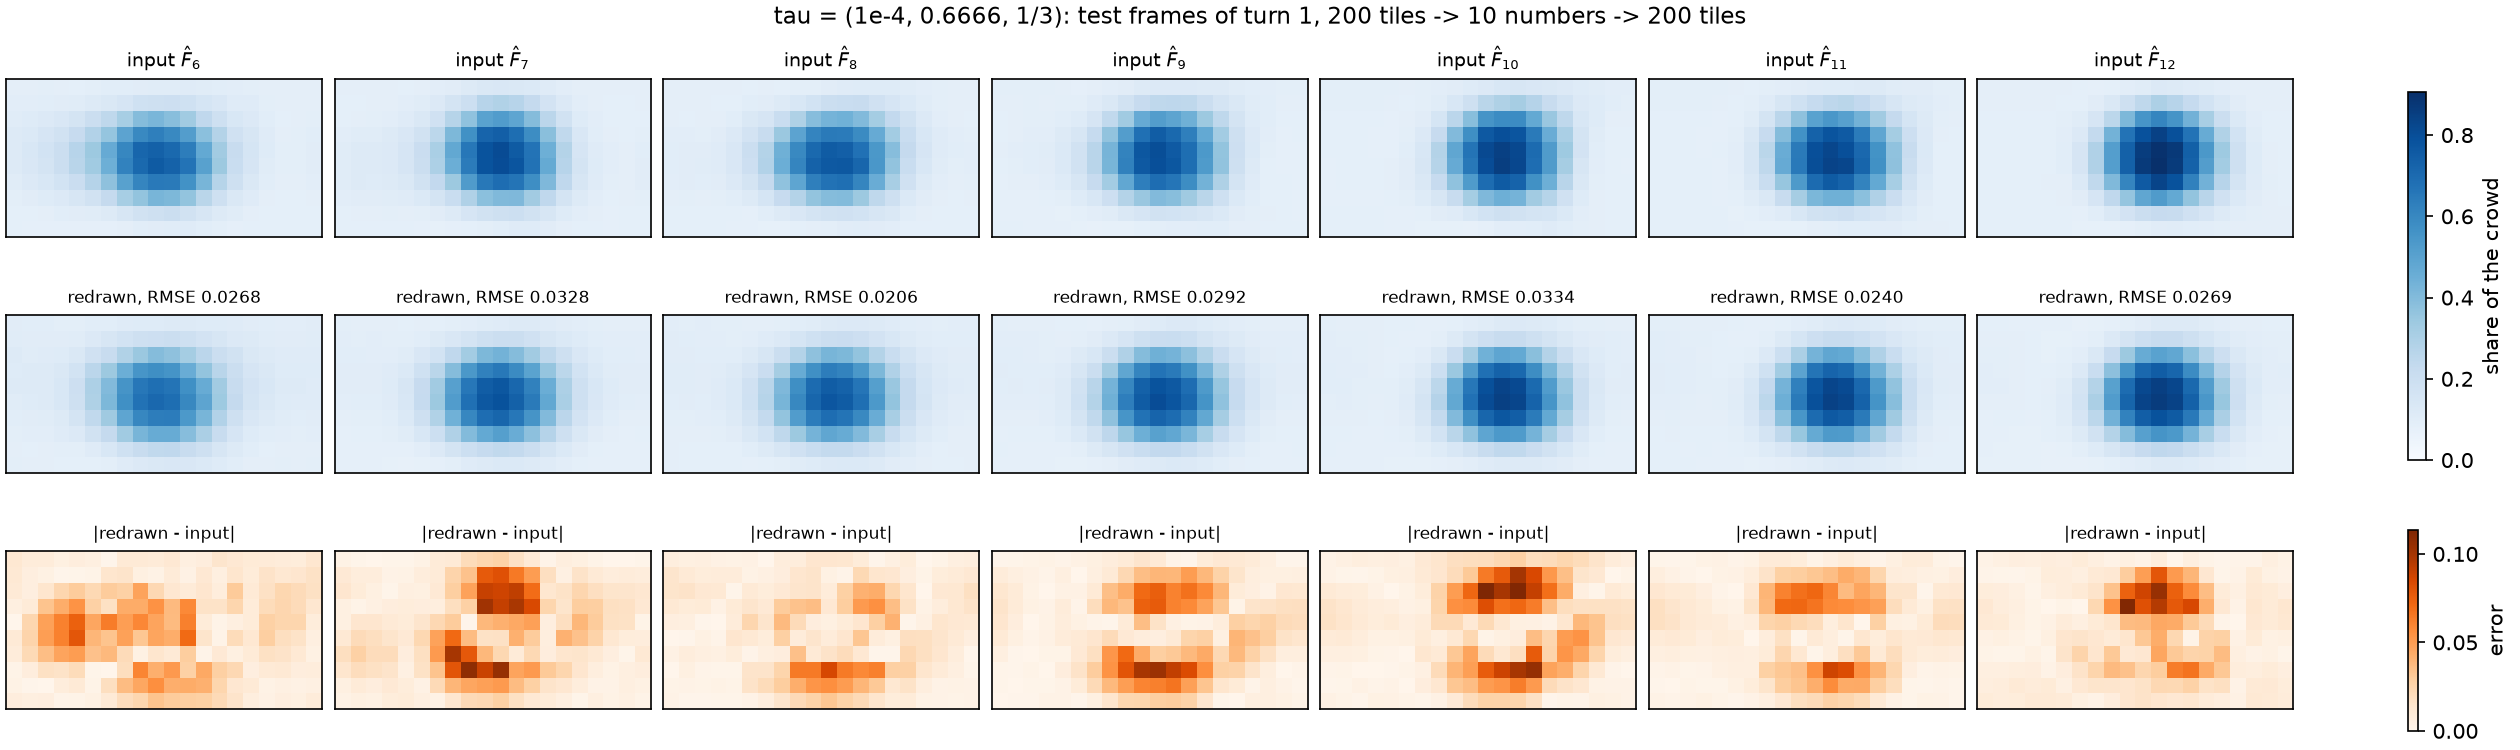 tau = (1e-4, 0.6666, 1/3): test frames of turn 1, 200 tiles -> 10 numbers -> 200 tiles
input F̂₆ input F̂₇ input F̂₈ input F̂₉ input F̂₁₀ input F̂₁₁ input F̂₁₂
redrawn, RMSE 0.0268 redrawn, RMSE 0.0328 redrawn, RMSE 0.0206 redrawn, RMSE 0.0292 redrawn, RMSE 0.0334 redrawn, RMSE 0.0240 redrawn, RMSE 0.0269
|redrawn - input| |redrawn - input| |redrawn - input| |redrawn - input| |redrawn - input| |redrawn - input| |redrawn - input|
0.8
0.6
0.4
0.2
0.0
share of the crowd
0.10
0.05
0.00
error